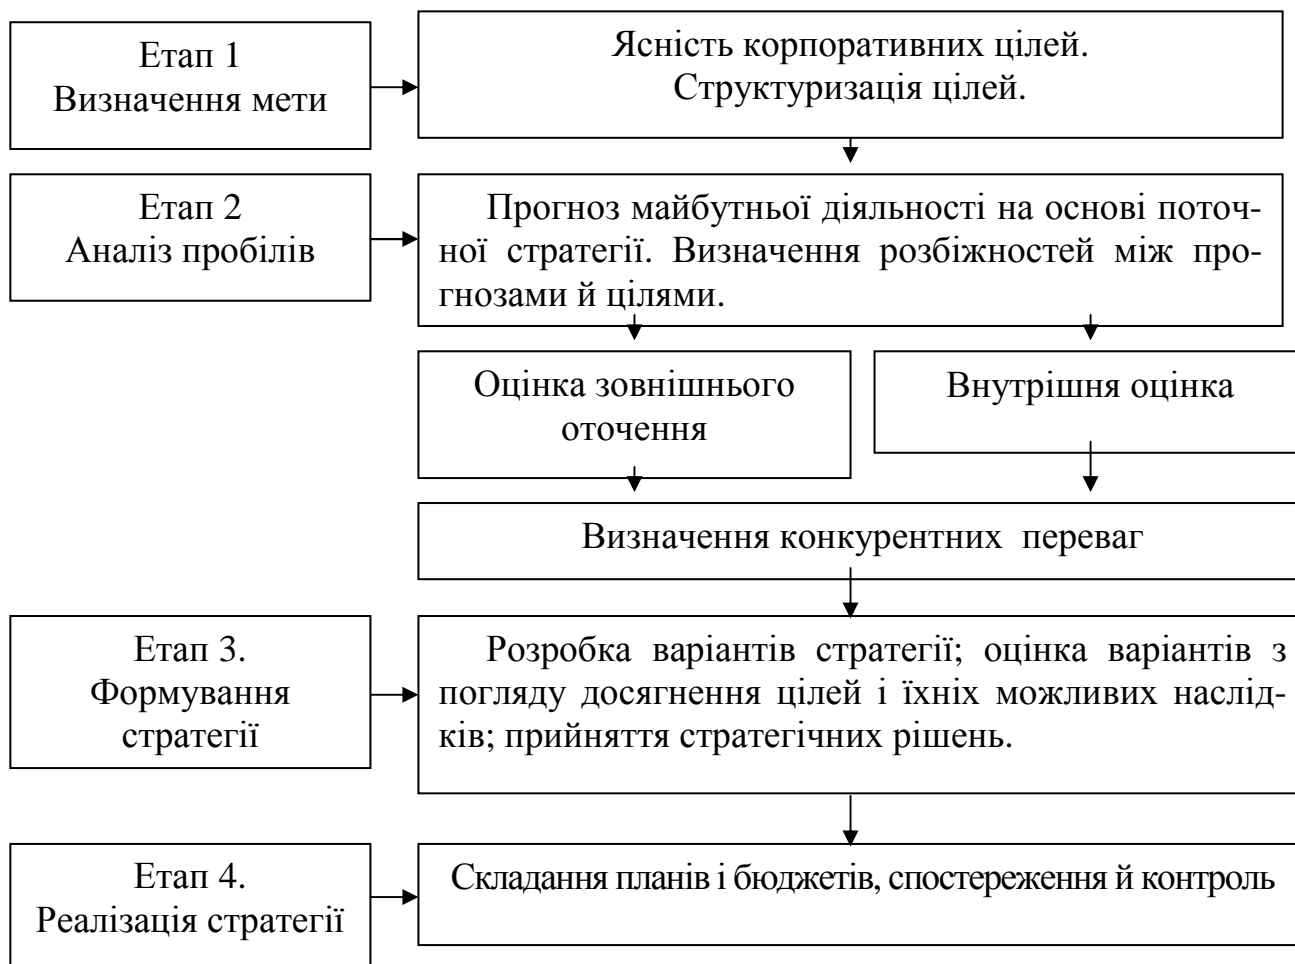 Етап 1
Визначення мети
Ясність корпоративних цілей.
Структуризація цілей.
Етап 2
Аналіз пробілів
Прогноз майбутньої діяльності на основі поточ-
ної стратегії. Визначення розбіжностей між про-
гнозами й цілями.
Оцінка зовнішнього
оточення
Внутрішня оцінка
Визначення конкурентних переваг
Етап 3.
Формування
стратегії
Розробка варіантів стратегії; оцінка варіантів з
погляду досягнення цілей і їхніх можливих наслід-
ків; прийняття стратегічних рішень.
Етап 4.
Реалізація стратегії
Складання планів і бюджетів, спостереження й контроль